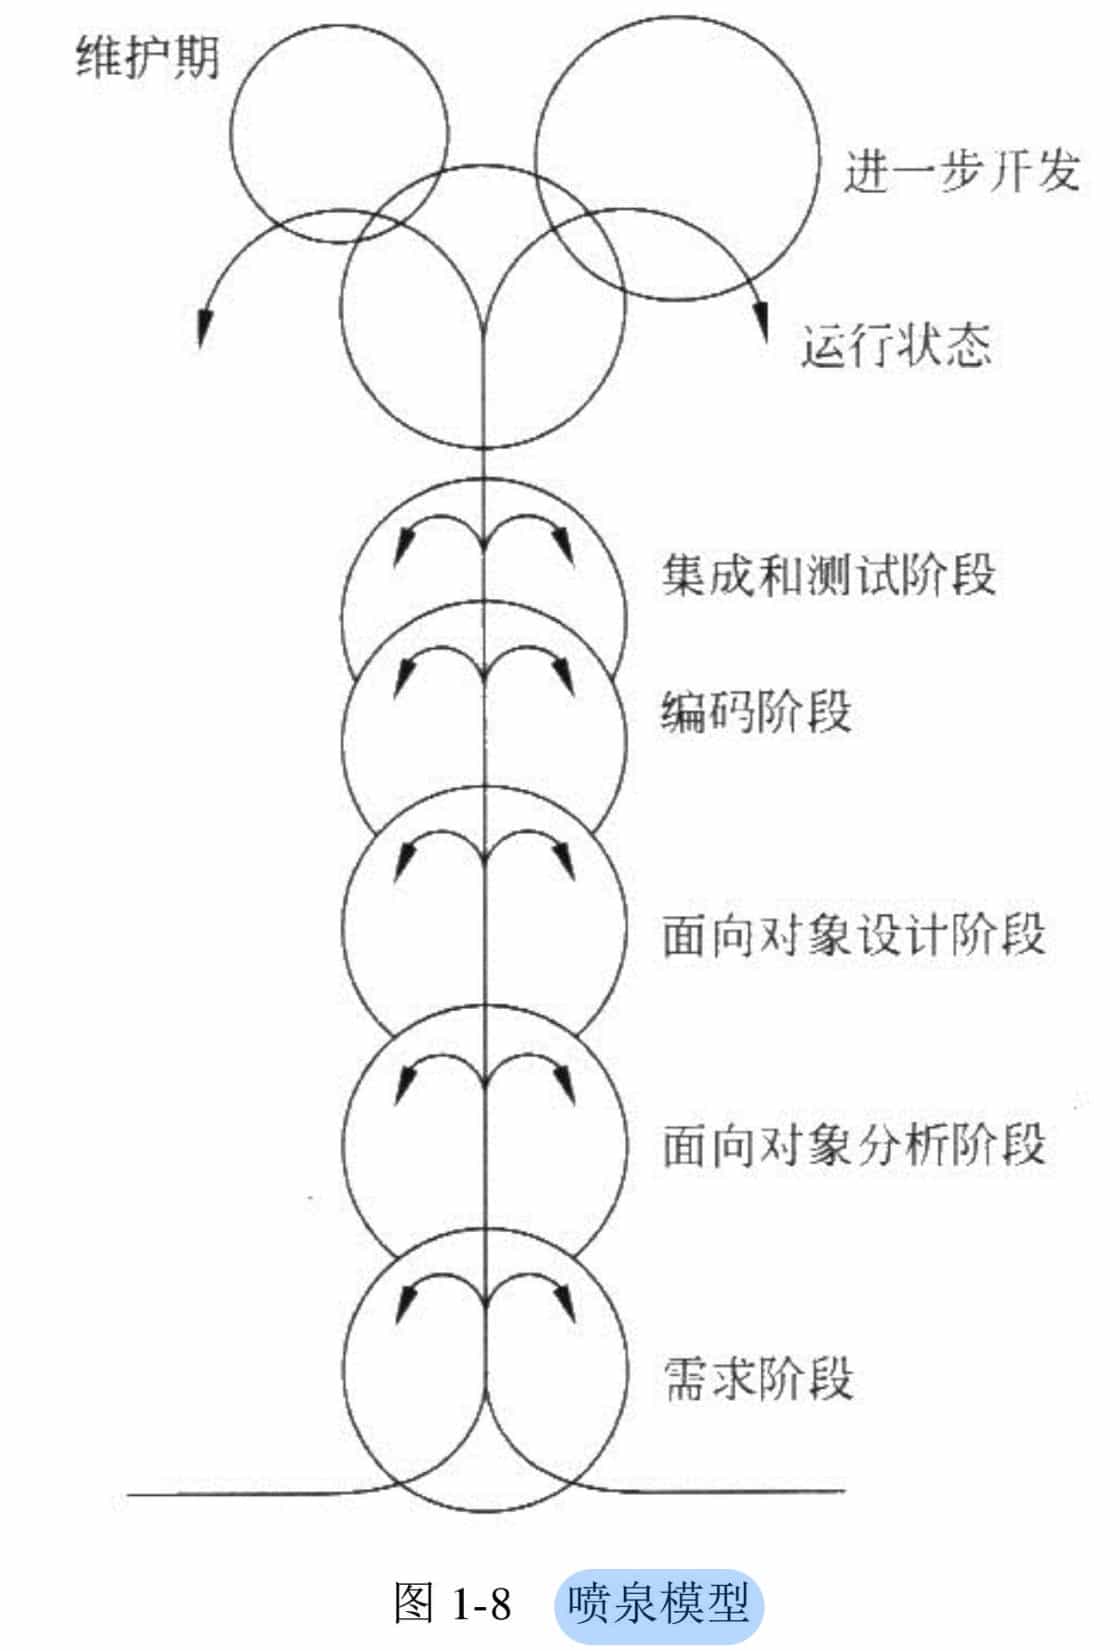 维护期
进一步开发
运行状态
集成和测试阶段
编码阶段
面向对象设计阶段
面向对象分析阶段
需求阶段
图 1-8 喷泉模型